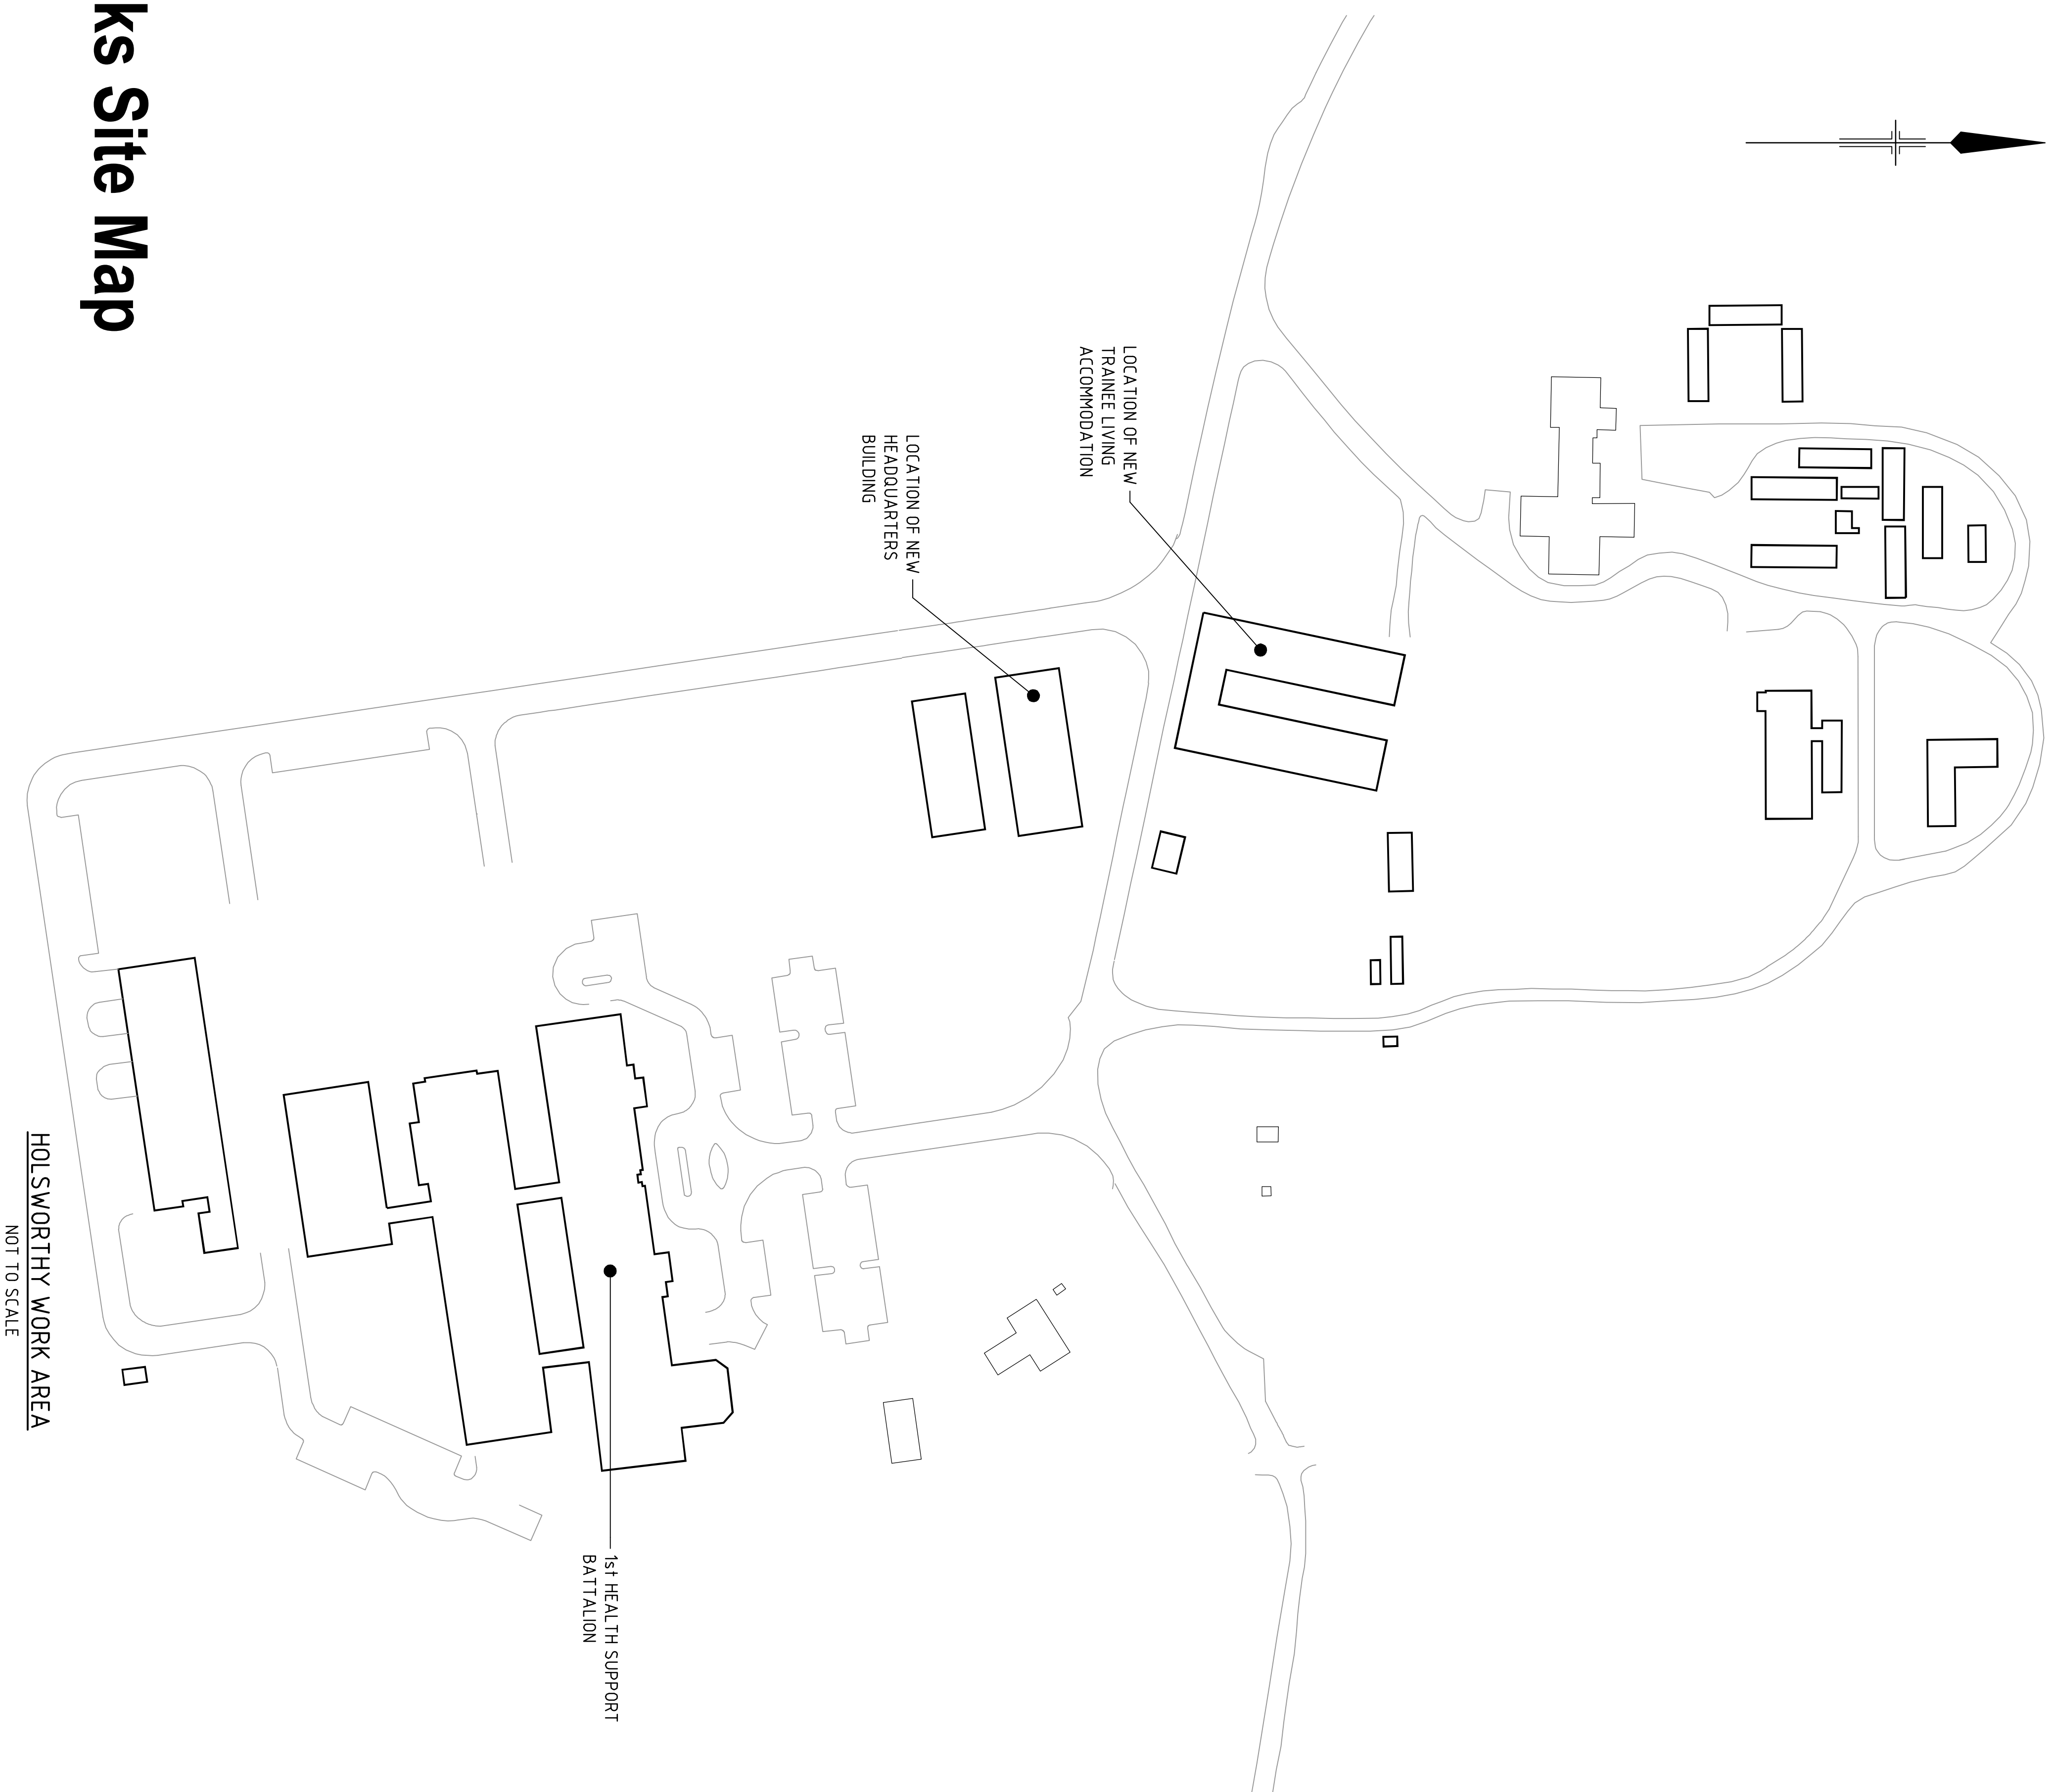 ks Site Map
LOCATION OF NEW
TRAINEE LIVING
ACCOMMODATION
LOCATION OF NEW
HEADQUARTERS
BUILDING
1st HEALTH SUPPORT
BATTALION
HOLSWORTHY WORK AREA
NOT TO SCALE